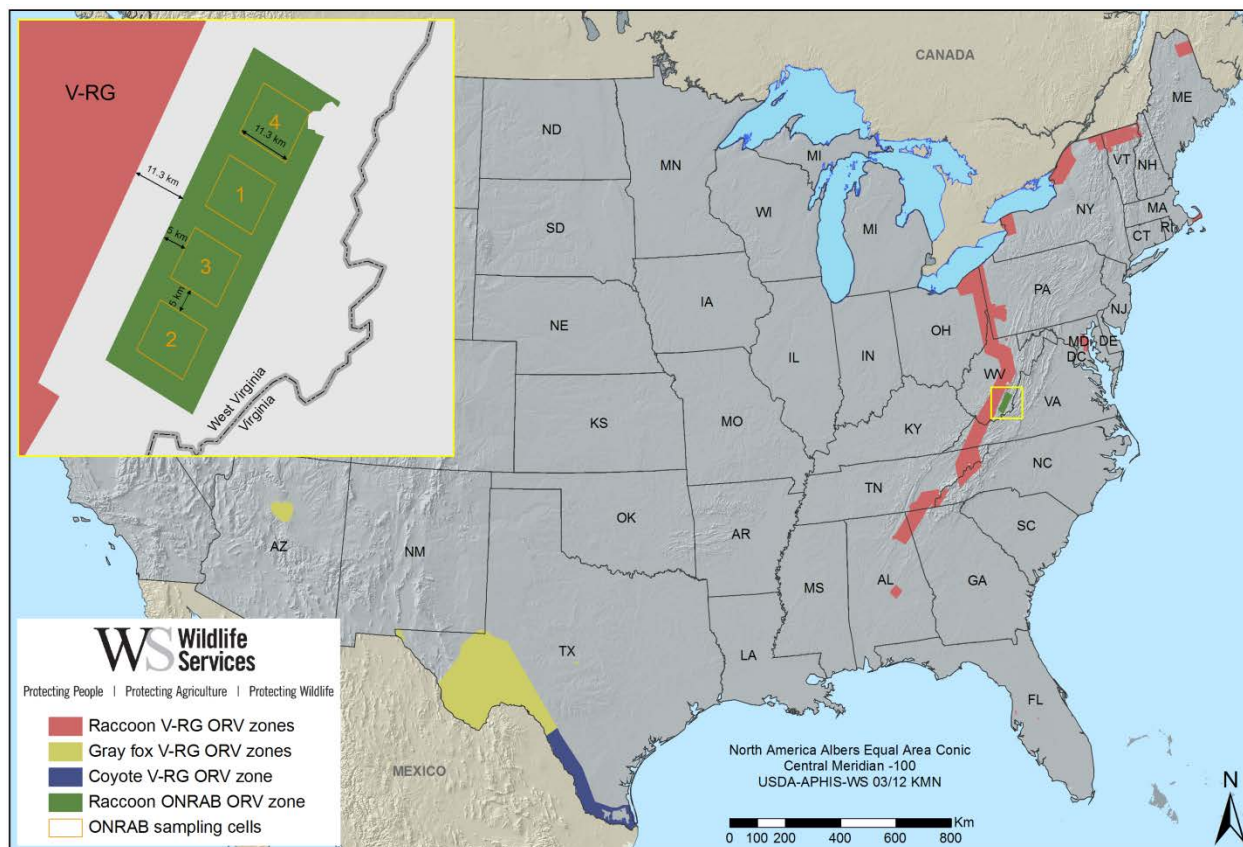 V-RG
4
11.3 km
11.3 km
1
5 km
3
5 km
2
West Virginia
Virginia
CANADA
ME
ND
MN
MI
VT
NH
WI
NY
MA
SD
MI
CT
RI
IA
PA
NJ
NE
OH
MD
DE
DC
IL
IN
WV
VA
KS
MO
KY
NC
TN
OK
AR
SC
AZ
NM
MS
AL
GA
TX
LA
FL
MEXICO
WS Wildlife
Services
Protecting People | Protecting Agriculture | Protecting Wildlife
Raccoon V-RG ORV zones
Gray fox V-RG ORV zones
Coyote V-RG ORV zone
Raccoon ONRAB ORV zone
ONRAB sampling cells
North America Albers Equal Area Conic
Central Meridian -100
USDA-APHIS-WS 03/12 KMN
0 100 200 400 600 800 Km
N